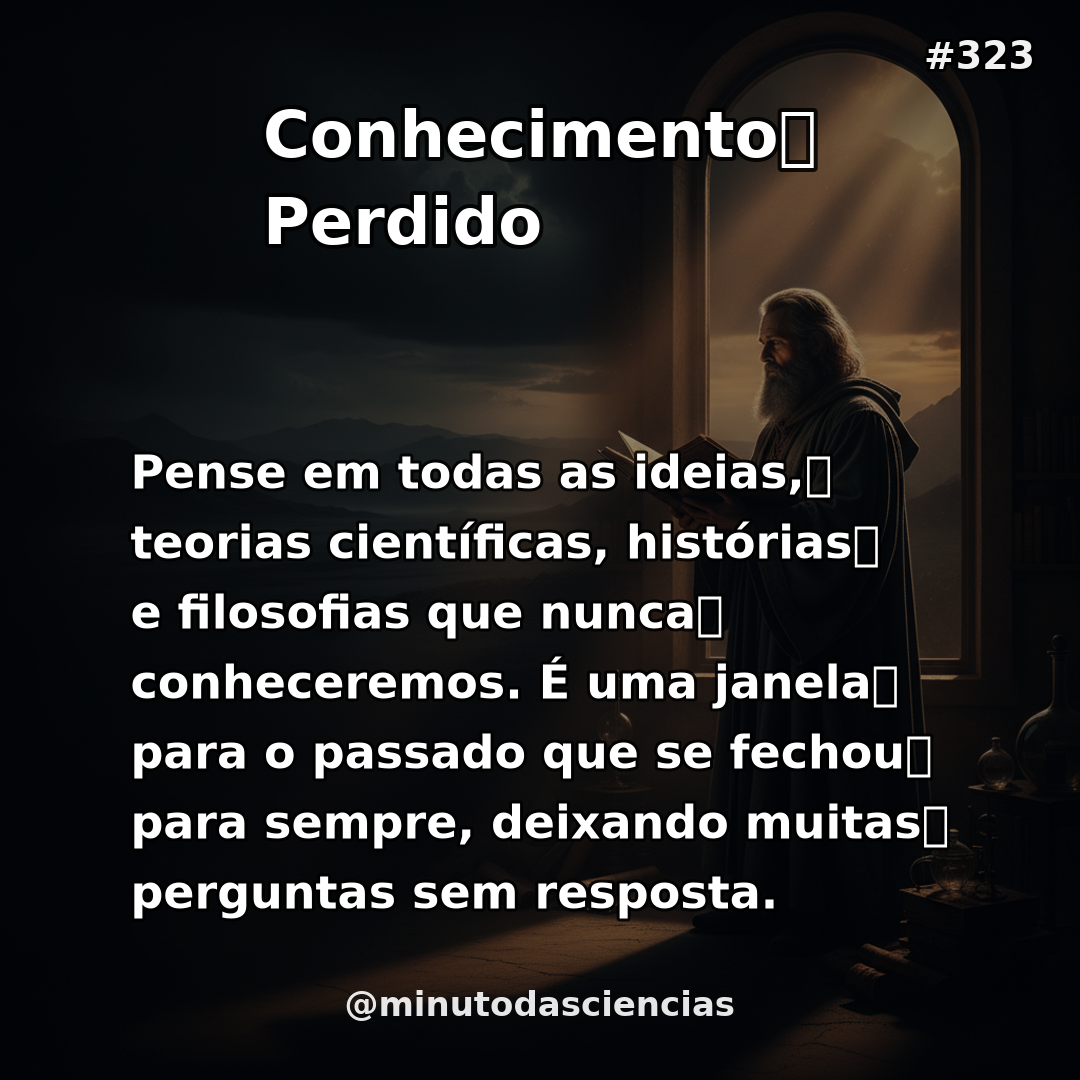 #323
Conhecimento▯
Perdido
Pense em todas as ideias,▯
teorias científicas, histórias▯
e filosofias que nunca▯
conheceremos. É uma janela▯
para o passado que se fechou▯
para sempre, deixando muitas▯
perguntas sem resposta.
@minutodasciencias